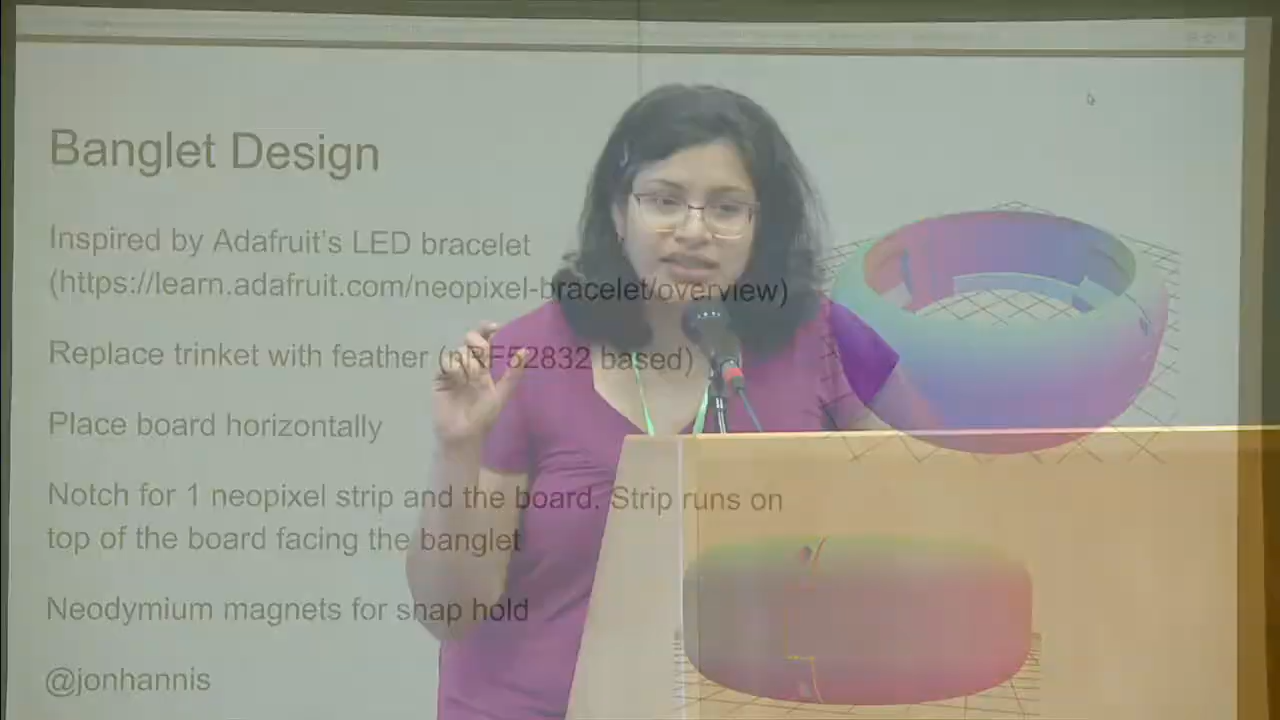 Banglet Design
Inspired by Adafruit's LED bracelet
(https://learn.adafruit.com/neopixel-bracelet/overview)
Replace trinket with feather (nRF52832 based)
Place board horizontally
Notch for 1 neopixel strip and the board. Strip runs on
top of the board facing the banglet
Neodymium magnets for snap hold
@jonhannis